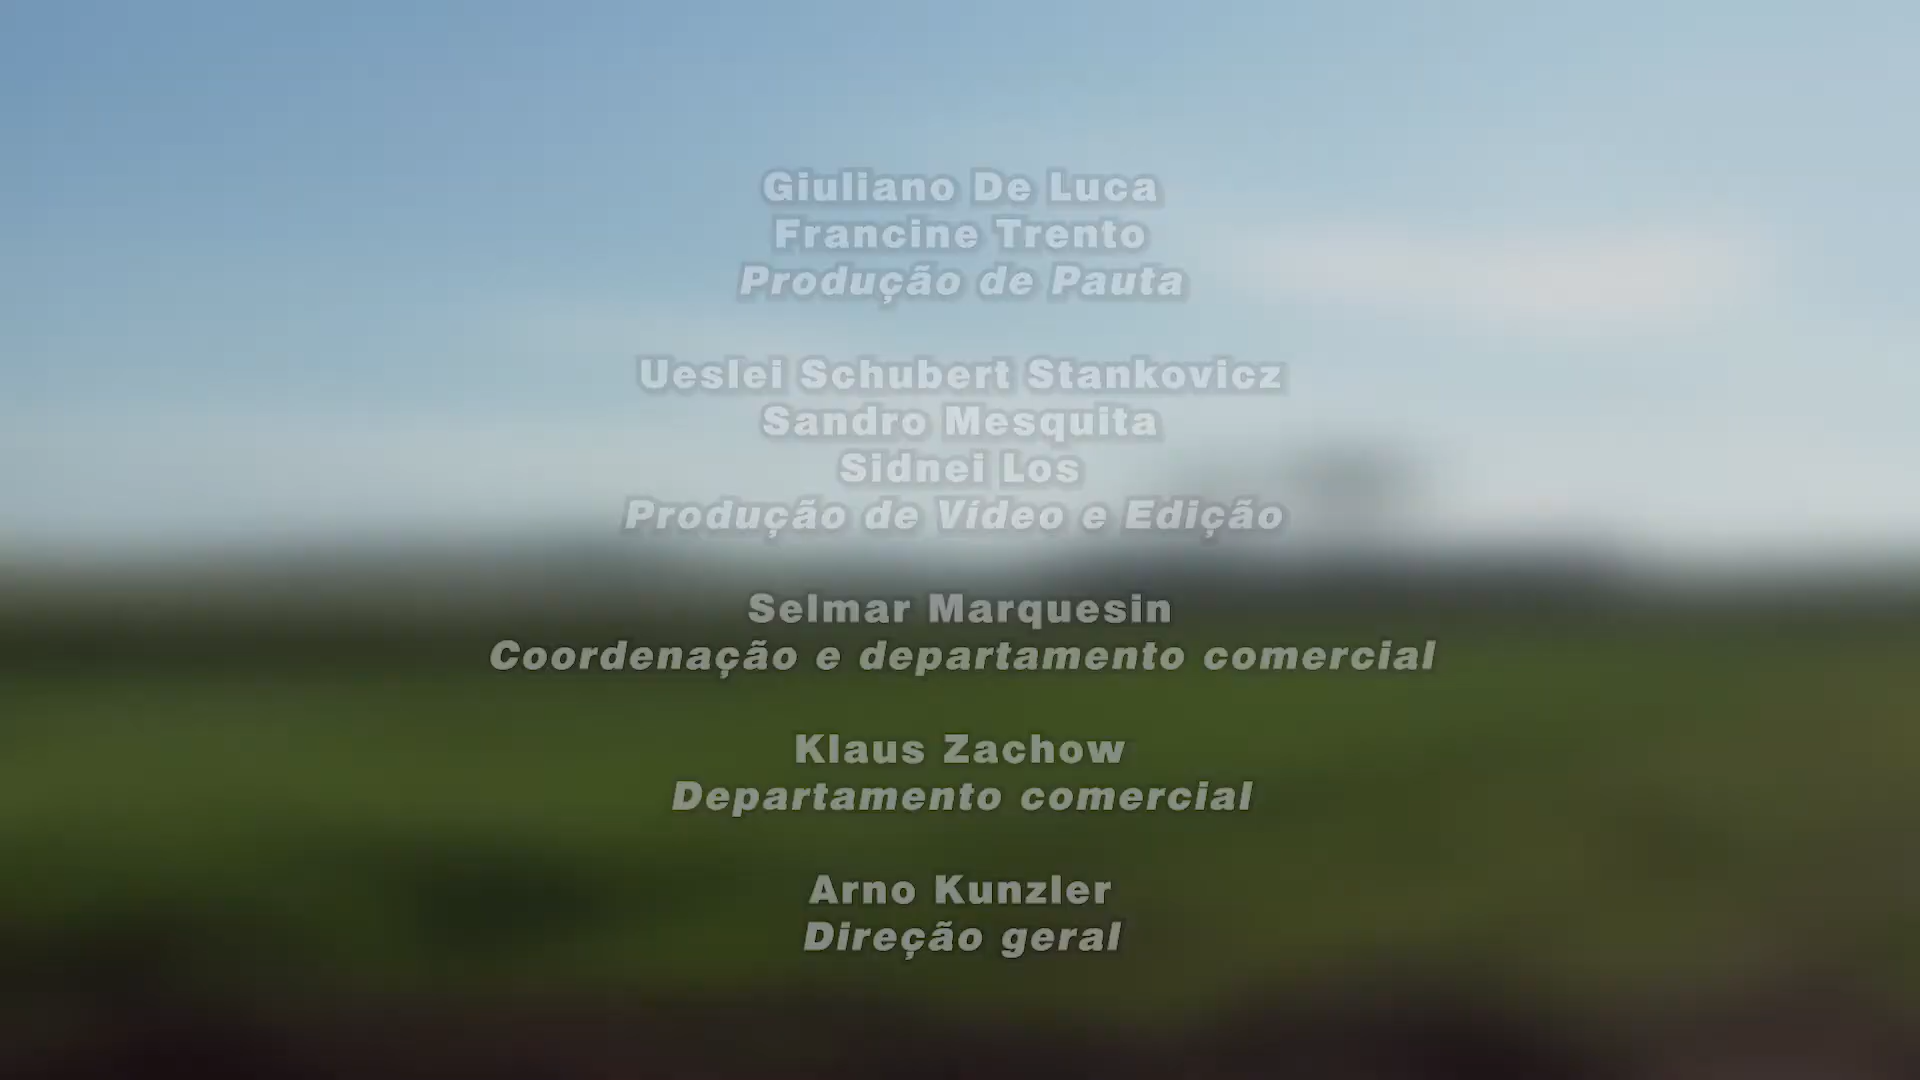 Giuliano De Luca
Francine Trento
Produção de Pauta
Ueslei Schubert Stankovicz
Sandro Mesquita
Sidnei Los
Produção de Vídeo e Edição
Selmar Marquesin
Coordenação e departamento comercial
Klaus Zachow
Departamento comercial
Arno Kunzler
Direção geral